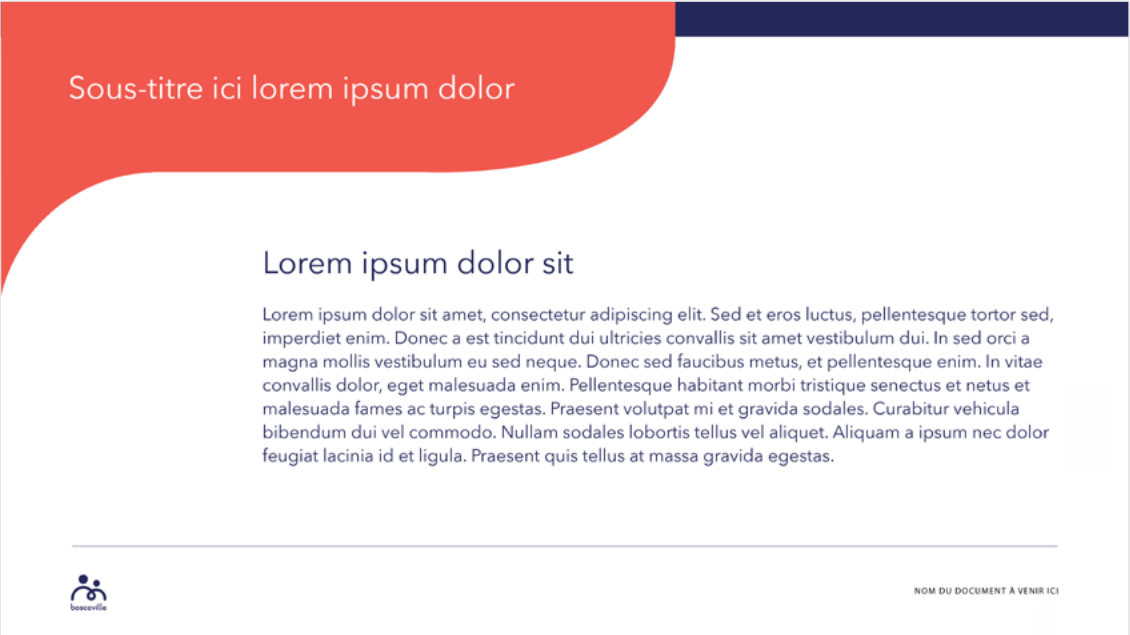 Sous-titre ici lorem ipsum dolor
Lorem ipsum dolor sit
Lorem ipsum dolor sit amet, consectetur adipiscing elit. Sed et eros luctus, pellentesque tortor sed,
imperdiet enim. Donec a est tincidunt dui ultricies convallis sit amet vestibulum dui. In sed orci a
magna mollis vestibulum eu sed neque. Donec sed faucibus metus, et pellentesque enim. In vitae
convallis dolor, eget malesuada enim. Pellentesque habitant morbi tristique senectus et netus et
malesuada fames ac turpis egestas. Praesent volutpat mi et gravida sodales. Curabitur vehicula
bibendum dui vel commodo. Nullam sodales lobortis tellus vel aliquet. Aliquam a ipsum nec dolor
feugiat lacinia id et ligula. Praesent quis tellus at massa gravida egestas.
boscoville
NOM DU DOCUMENT À VENIR ICI